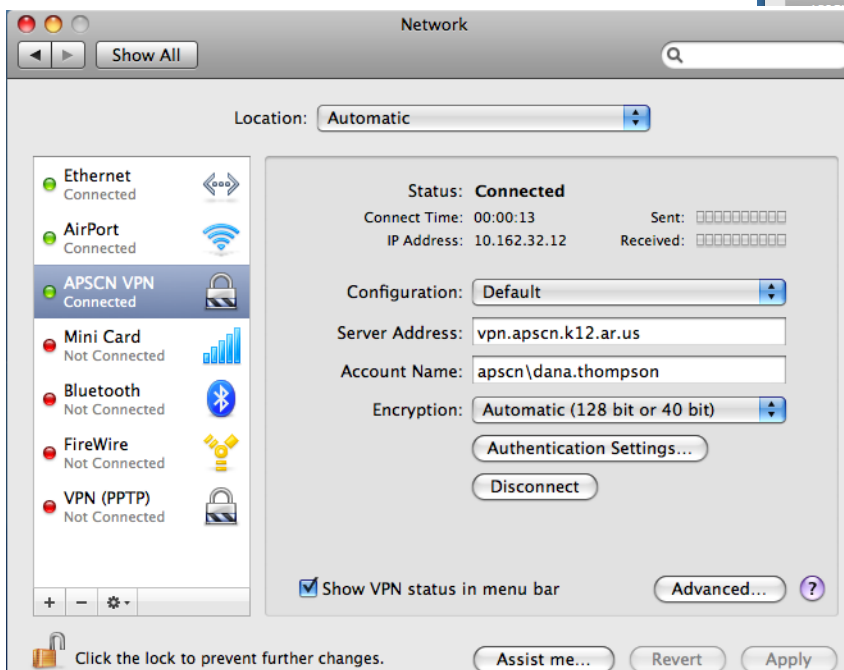 Network
Show All
Location: Automatic
Ethernet
Connected
AirPort
Connected
APSCN VPN
Connected
Mini Card
Not Connected
Bluetooth
Not Connected
FireWire
Not Connected
VPN (PPTP)
Not Connected
+ −
Status: Connected
Connect Time: 00:00:13 Sent:
IP Address: 10.162.32.12 Received:
Configuration: Default
Server Address: vpn.apscn.k12.ar.us
Account Name: apscn\dana.thompson
Encryption: Automatic (128 bit or 40 bit)
Authentication Settings...
Disconnect
Show VPN status in menu bar Advanced... ?
Click the lock to prevent further changes. Assist me... Revert Apply